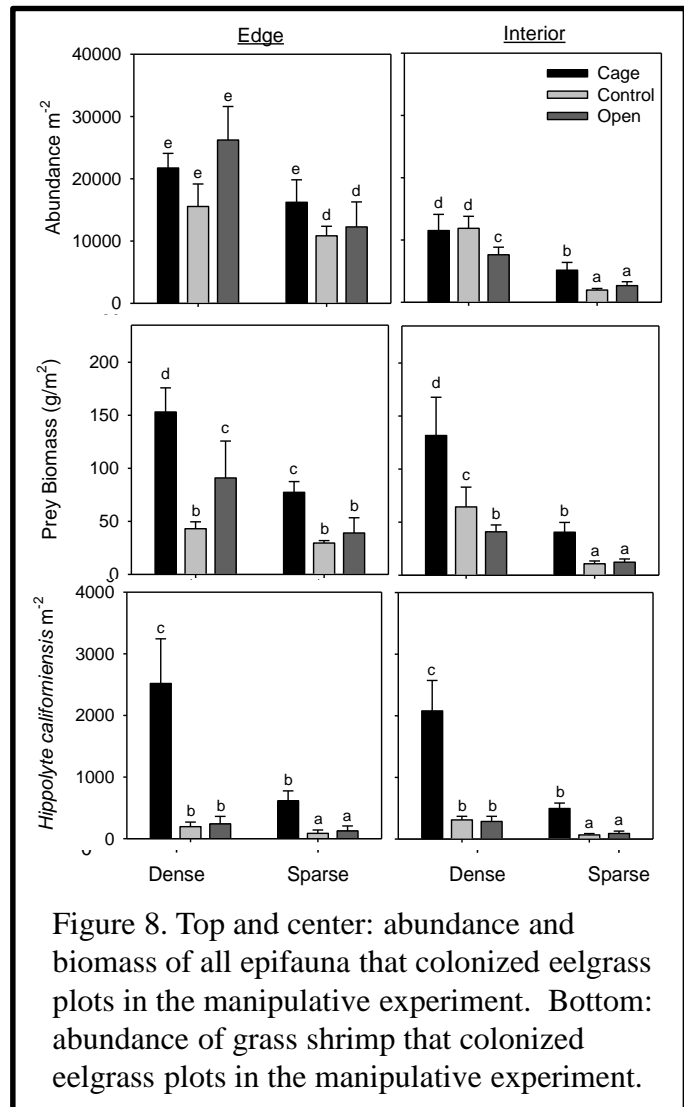 Edge
Interior
Abundance m-2
40000
30000
20000
10000
0
e
e
e
e
d
d
Cage
Control
Open
d
d
c
b
a
a
Prey Biomass (g/m2)
200
150
100
50
0
d
b
c
c
b
b
d
c
b
b
a
a
Hippolyte californiensis m-2
4000
3000
2000
1000
0
c
b
b
b
a
a
c
b
b
b
a
a
Dense
Sparse
Dense
Sparse
Figure 8. Top and center: abundance and
biomass of all epifauna that colonized eelgrass
plots in the manipulative experiment. Bottom:
abundance of grass shrimp that colonized
eelgrass plots in the manipulative experiment.